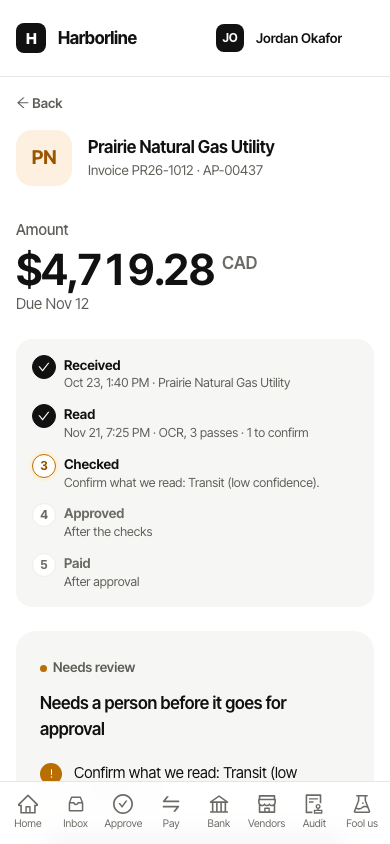 H Harborline JO Jordan Okafor
← Back
PN
Prairie Natural Gas Utility
Invoice PR26-1012 · AP-00437
Amount
$4,719.28 CAD
Due Nov 12
Received
Oct 23, 1:40 PM · Prairie Natural Gas Utility
Read
Nov 21, 7:25 PM · OCR, 3 passes · 1 to confirm
3 Checked
Confirm what we read: Transit (low confidence).
4 Approved
After the checks
5 Paid
After approval
Needs review
Needs a person before it goes for
approval
! Confirm what we read: Transit (low
Home Inbox Approve Pay Bank Vendors Audit Fool us